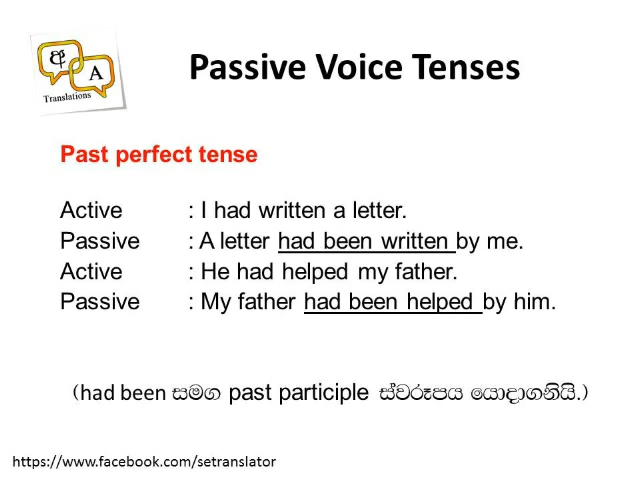 අ
A
Translations
Passive Voice Tenses
Past perfect tense
Active : I had written a letter.
Passive : A letter had been written by me.
Active : He had helped my father.
Passive : My father had been helped by him.
(had been සමග past participle ස්වරූපය යොදාගනියි.)
https://www.facebook.com/setranslator